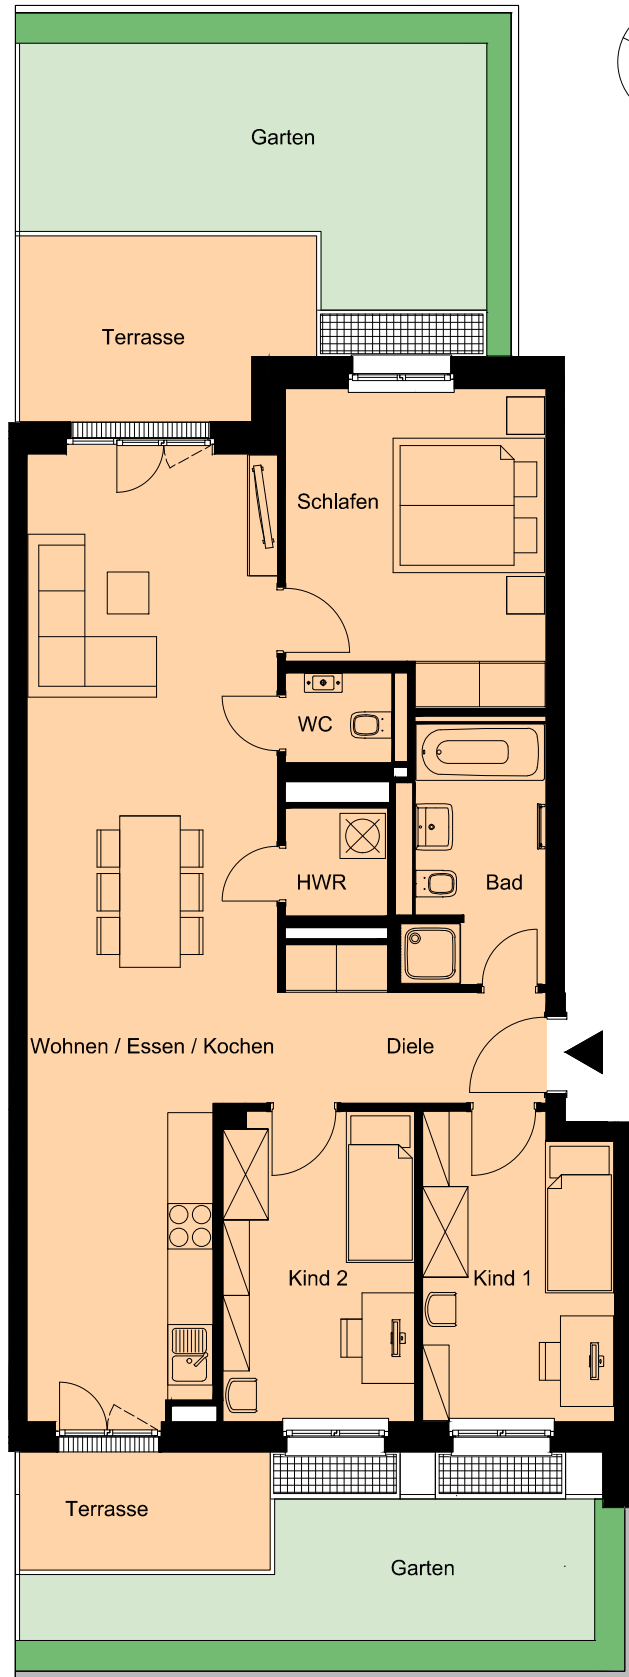 Garten
Terrasse
Schlafen
WC
HWR
Bad
Wohnen / Essen / Kochen
Diele
Kind 2
Kind 1
Terrasse
Garten